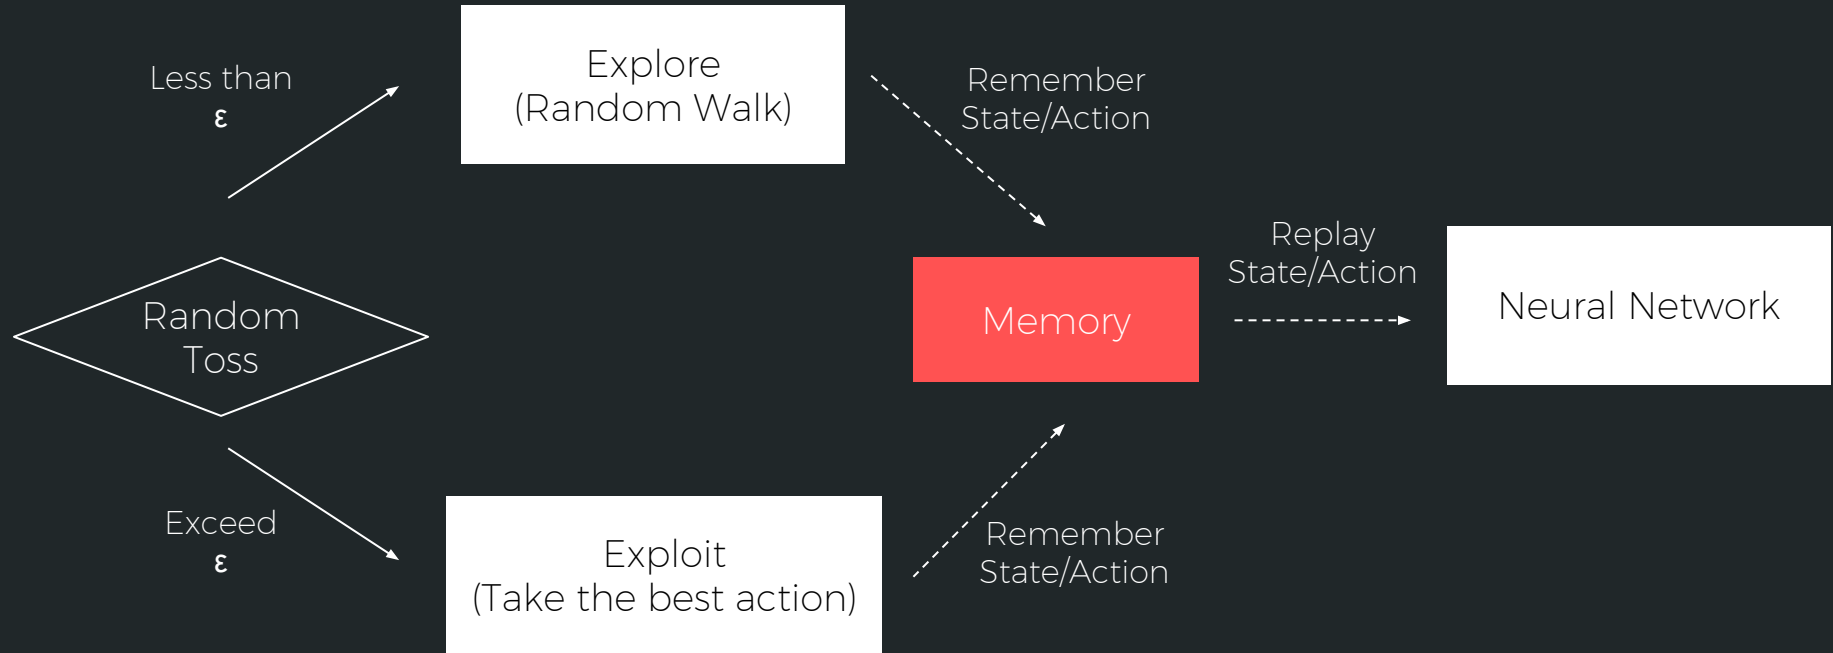 Less than
ε
Explore
(Random Walk)
Remember
State/Action
Random
Toss
Memory
Replay
State/Action
Neural Network
Exceed
ε
Exploit
(Take the best action)
Remember
State/Action